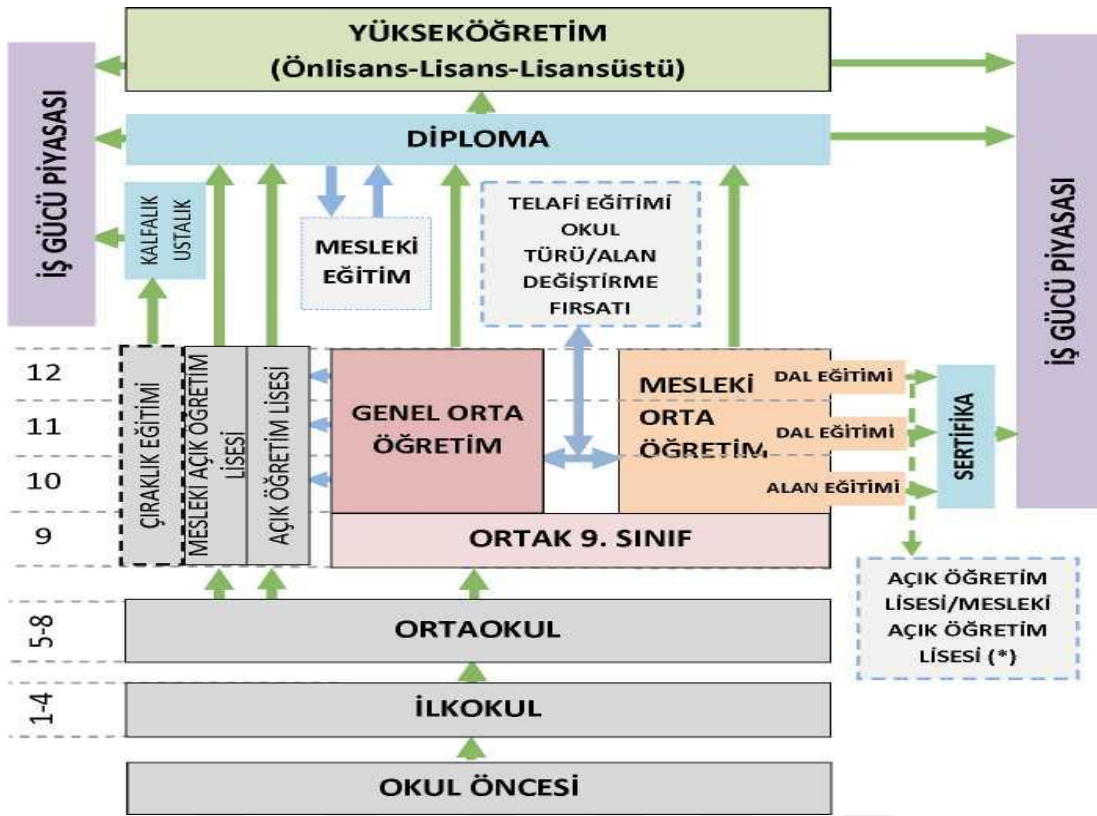 YÜKSEKÖĞRETİM
(Önlisans-Lisans-Lisansüstü)
İŞ GÜCÜ PİYASASI
İŞ GÜCÜ PİYASASI
DİPLOMA
KALFALIK
USTALIK
MESLEKİ
EĞİTİM
TELAFİ EĞİTİMİ
OKUL
TÜRÜ/ALAN
DEĞİŞTİRME
FIRSATI
12
11
10
9
ÇIRAKLIK EĞİTİMİ
MESLEKİ AÇIK ÖĞRETİM
LİSESİ
AÇIK ÖĞRETİM LİSESİ
GENEL ORTA
ÖĞRETİM
MESLEKİ
ORTA
ÖĞRETİM
DAL EĞİTİMİ
DAL EĞİTİMİ
ALAN EĞİTİMİ
SERTİFİKA
ORTAK 9. SINIF
AÇIK ÖĞRETİM
LİSESİ/MESLEKİ
AÇIK ÖĞRETİM
LİSESİ (*)
5-8
ORTAOKUL
1-4
İLKOKUL
OKUL ÖNCESİ